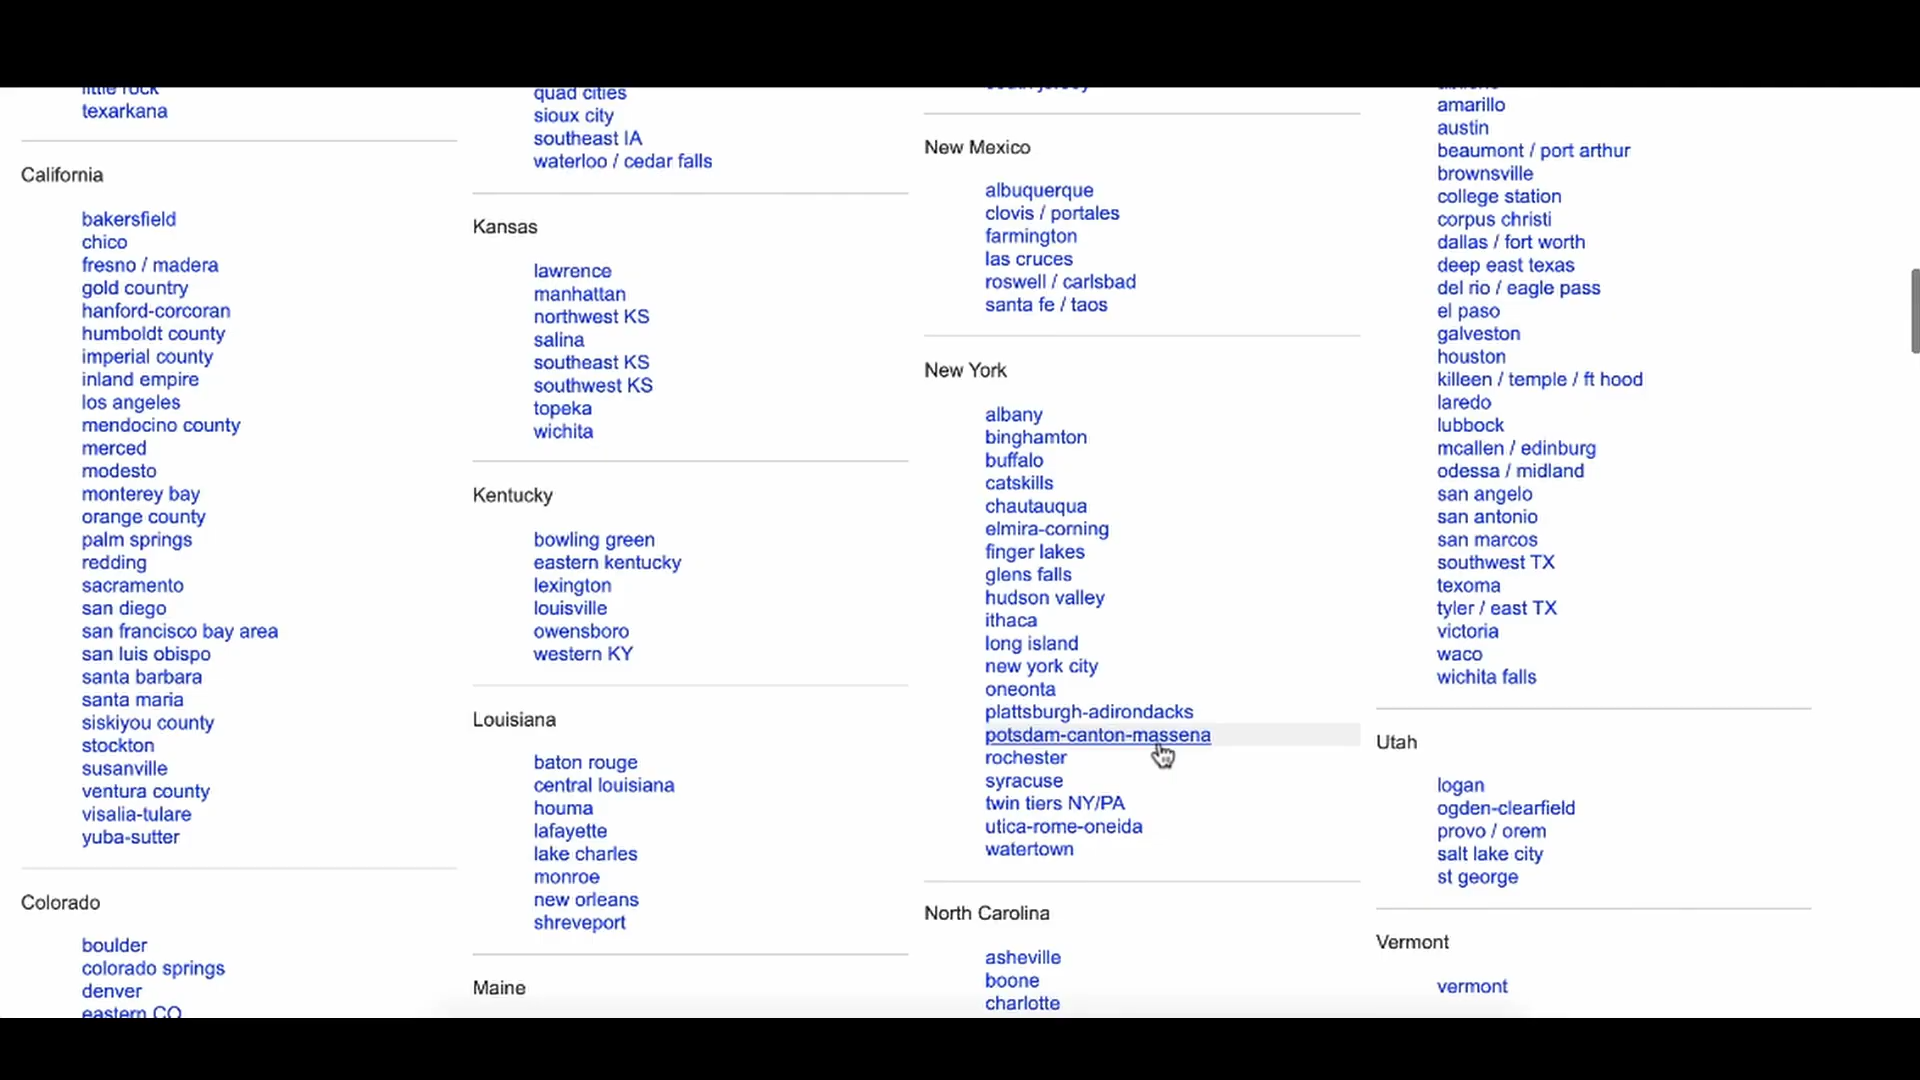 little rock
texarkana
California
bakersfield
chico
fresno / madera
gold country
hanford-corcoran
humboldt county
imperial county
inland empire
los angeles
mendocino county
merced
modesto
monterey bay
orange county
palm springs
redding
sacramento
san diego
san francisco bay area
san luis obispo
santa barbara
santa maria
siskiyou county
stockton
susanville
ventura county
visalia-tulare
yuba-sutter
Colorado
boulder
colorado springs
denver
eastern CO
quad cities
sioux city
southeast IA
waterloo / cedar falls
Kansas
lawrence
manhattan
northwest KS
salina
southeast KS
southwest KS
topeka
wichita
Kentucky
bowling green
eastern kentucky
lexington
louisville
owensboro
western KY
Louisiana
baton rouge
central louisiana
houma
lafayette
lake charles
monroe
new orleans
shreveport
Maine
south jersey
New Mexico
albuquerque
clovis / portales
farmington
las cruces
roswell / carlsbad
santa fe / taos
New York
albany
binghamton
buffalo
catskills
chautauqua
elmira-corning
finger lakes
glens falls
hudson valley
ithaca
long island
new york city
oneonta
plattsburgh-adirondacks
potsdam-canton-massena
rochester
syracuse
twin tiers NY/PA
utica-rome-oneida
watertown
North Carolina
asheville
boone
charlotte
amarillo
austin
beaumont / port arthur
brownsville
college station
corpus christi
dallas / fort worth
deep east texas
del rio / eagle pass
el paso
galveston
houston
killeen / temple / ft hood
laredo
lubbock
mcallen / edinburg
odessa / midland
san angelo
san antonio
san marcos
southwest TX
texoma
tyler / east TX
victoria
waco
wichita falls
Utah
logan
ogden-clearfield
provo / orem
salt lake city
st george
Vermont
vermont